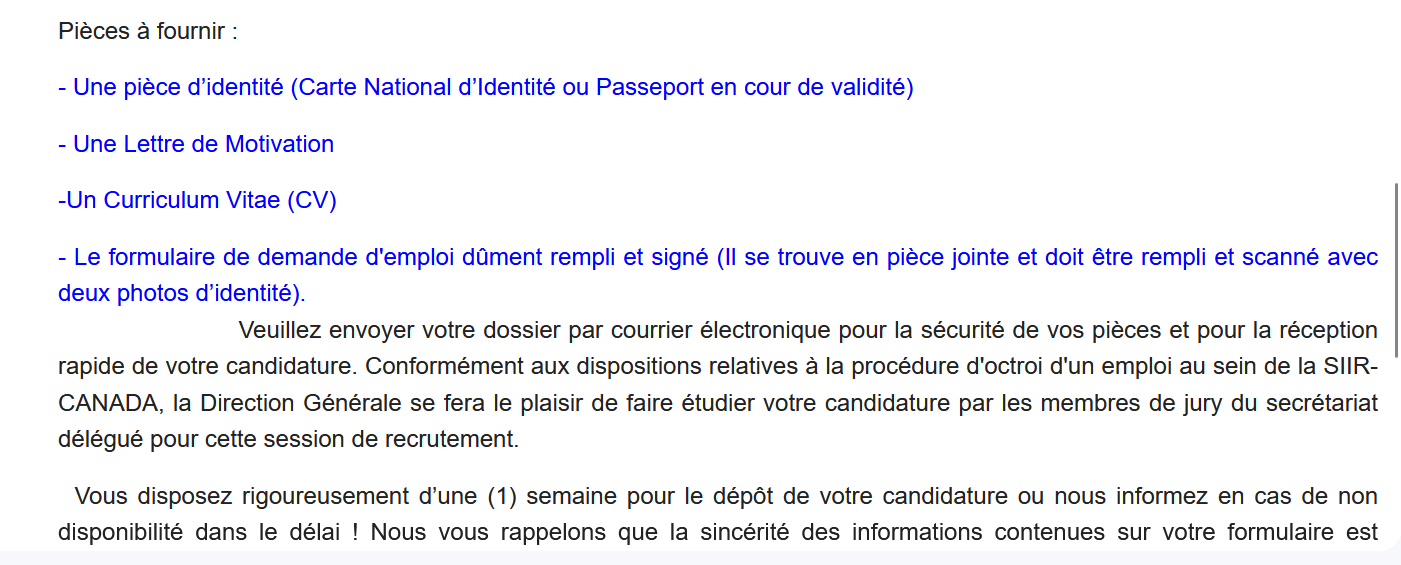 Pièces à fournir :
- Une pièce d’identité (Carte National d’Identité ou Passeport en cour de validité)
- Une Lettre de Motivation
-Un Curriculum Vitae (CV)
- Le formulaire de demande d'emploi dûment rempli et signé (Il se trouve en pièce jointe et doit être rempli et scanné avec
deux photos d’identité).
Veuillez envoyer votre dossier par courrier électronique pour la sécurité de vos pièces et pour la réception
rapide de votre candidature. Conformément aux dispositions relatives à la procédure d'octroi d'un emploi au sein de la SIIR-
CANADA, la Direction Générale se fera le plaisir de faire étudier votre candidature par les membres de jury du secrétariat
délégué pour cette session de recrutement.
Vous disposez rigoureusement d’une (1) semaine pour le dépôt de votre candidature ou nous informez en cas de non
disponibilité dans le délai ! Nous vous rappelons que la sincérité des informations contenues sur votre formulaire est